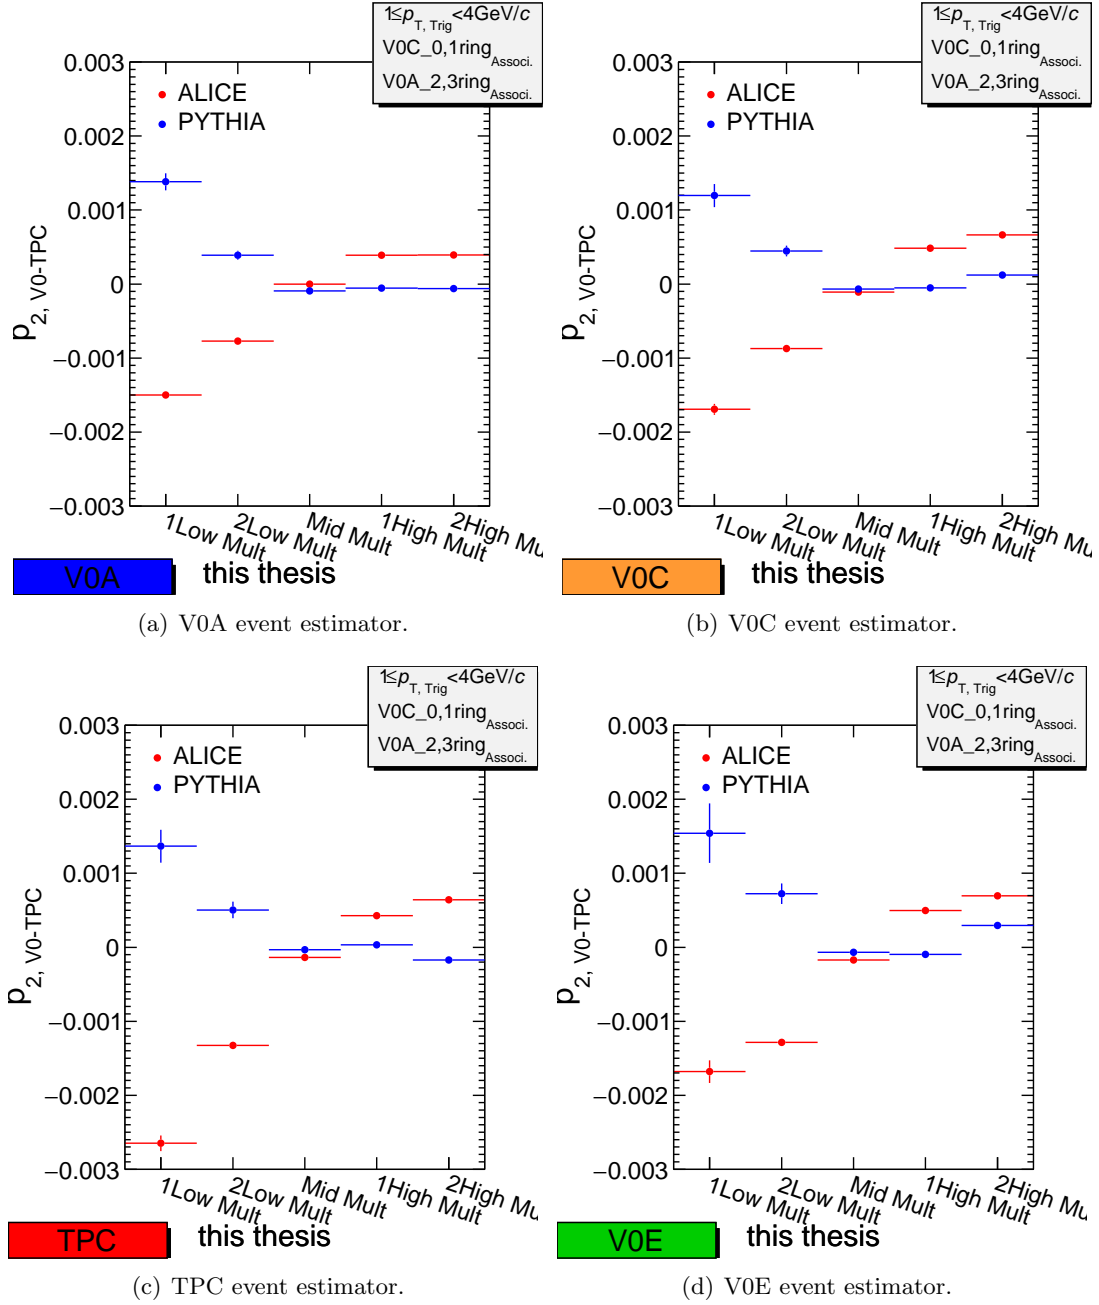 1≤p_T, Trig<4GeV/c
V0C_0,1ring_Associ.
V0A_2,3ring_Associ.
ALICE
PYTHIA
0.003
0.002
0.001
0
−0.001
−0.002
−0.003
p_2, V0-TPC
1Low Mult
2Low Mult
Mid Mult
1High Mult
2High Mu
V0A
this thesis
(a) V0A event estimator.
1≤p_T, Trig<4GeV/c
V0C_0,1ring_Associ.
V0A_2,3ring_Associ.
ALICE
PYTHIA
0.003
0.002
0.001
0
−0.001
−0.002
−0.003
p_2, V0-TPC
1Low Mult
2Low Mult
Mid Mult
1High Mult
2High Mu
V0C
this thesis
(b) V0C event estimator.
1≤p_T, Trig<4GeV/c
V0C_0,1ring_Associ.
V0A_2,3ring_Associ.
ALICE
PYTHIA
0.003
0.002
0.001
0
−0.001
−0.002
−0.003
p_2, V0-TPC
1Low Mult
2Low Mult
Mid Mult
1High Mult
2High Mu
TPC
this thesis
(c) TPC event estimator.
1≤p_T, Trig<4GeV/c
V0C_0,1ring_Associ.
V0A_2,3ring_Associ.
ALICE
PYTHIA
0.003
0.002
0.001
0
−0.001
−0.002
−0.003
p_2, V0-TPC
1Low Mult
2Low Mult
Mid Mult
1High Mult
2High Mu
V0E
this thesis
(d) V0E event estimator.